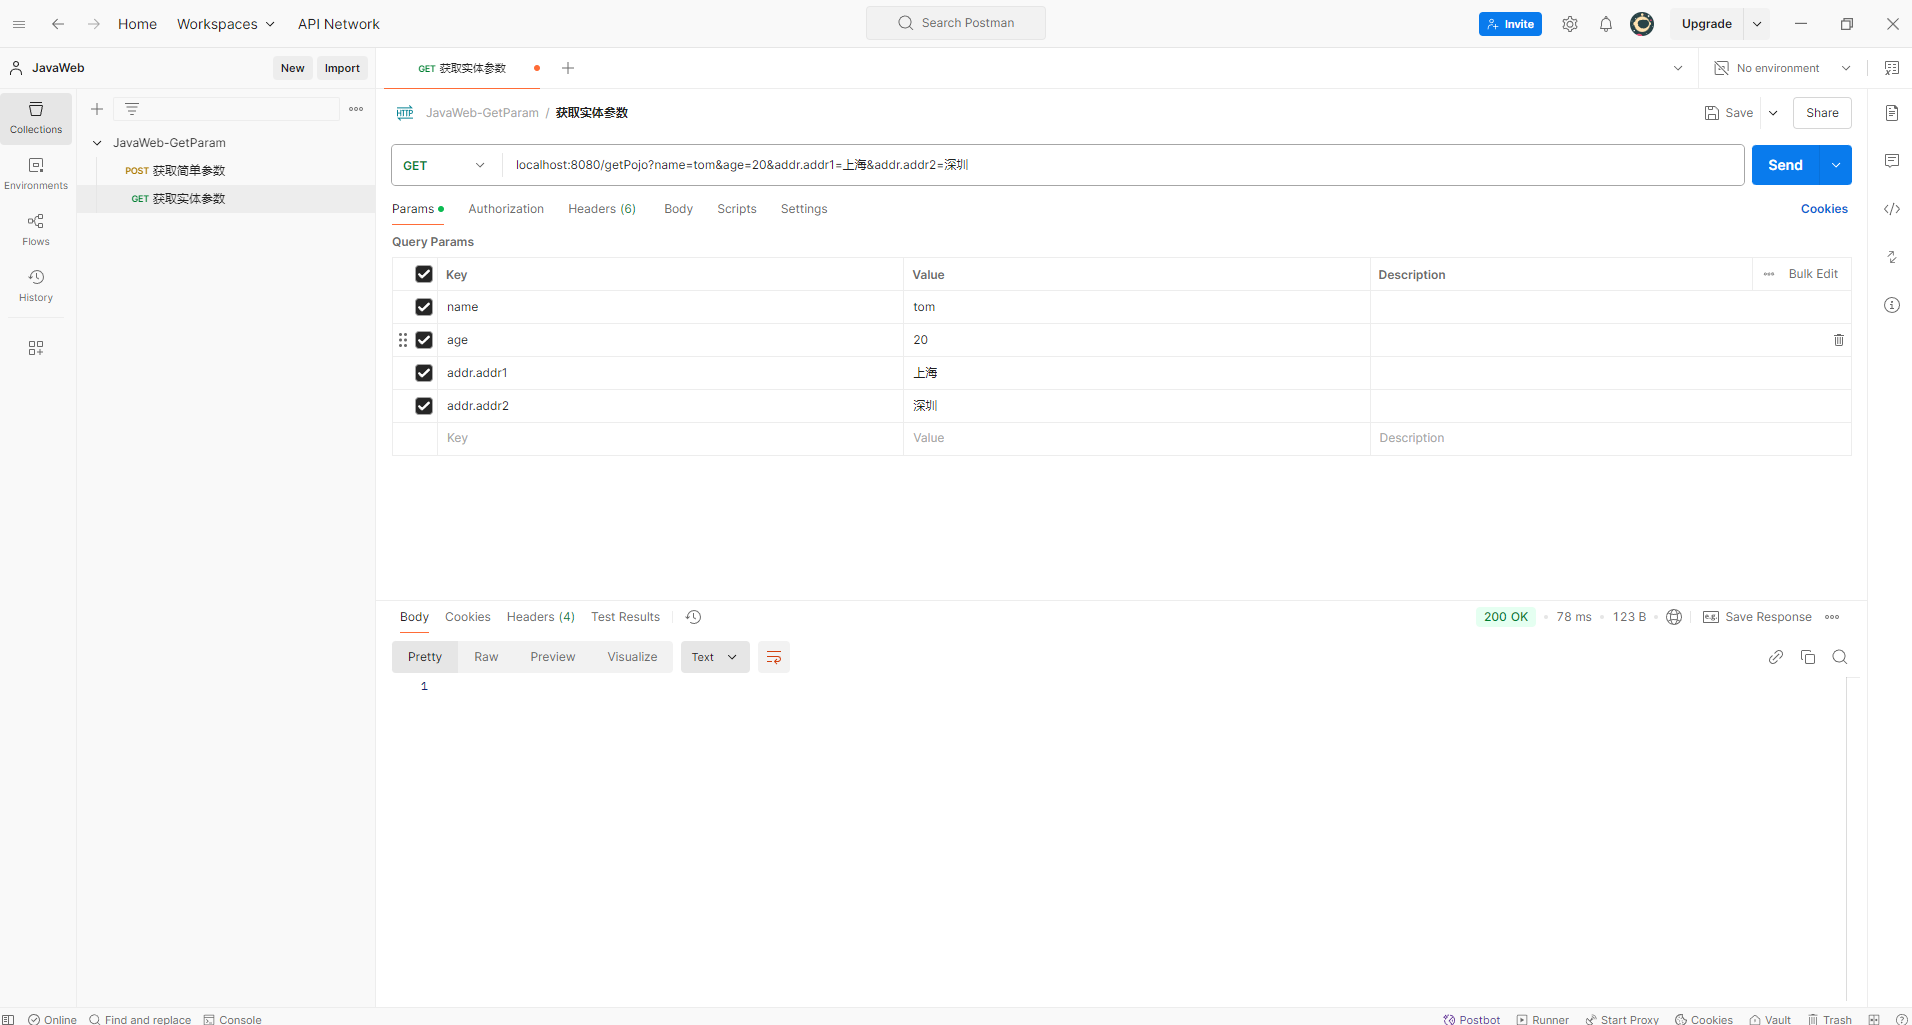 Home Workspaces API Network Search Postman Invite Upgrade
JavaWeb New Import GET 获取实体参数 No environment
Collections
Environments
Flows
History
JavaWeb-GetParam
POST 获取简单参数
GET 获取实体参数
JavaWeb-GetParam / 获取实体参数 Save Share
GET localhost:8080/getPojo?name=tom&age=20&addr.addr1=上海&addr.addr2=深圳 Send
Params Authorization Headers (6) Body Scripts Settings Cookies
Query Params
Key Value Description Bulk Edit
name tom
age 20
addr.addr1 上海
addr.addr2 深圳
Key Value Description
Body Cookies Headers (4) Test Results 200 OK 78 ms 123 B e.g. Save Response
Pretty Raw Preview Visualize Text
1
Online Find and replace Console Postbot Runner Start Proxy Cookies Vault Trash